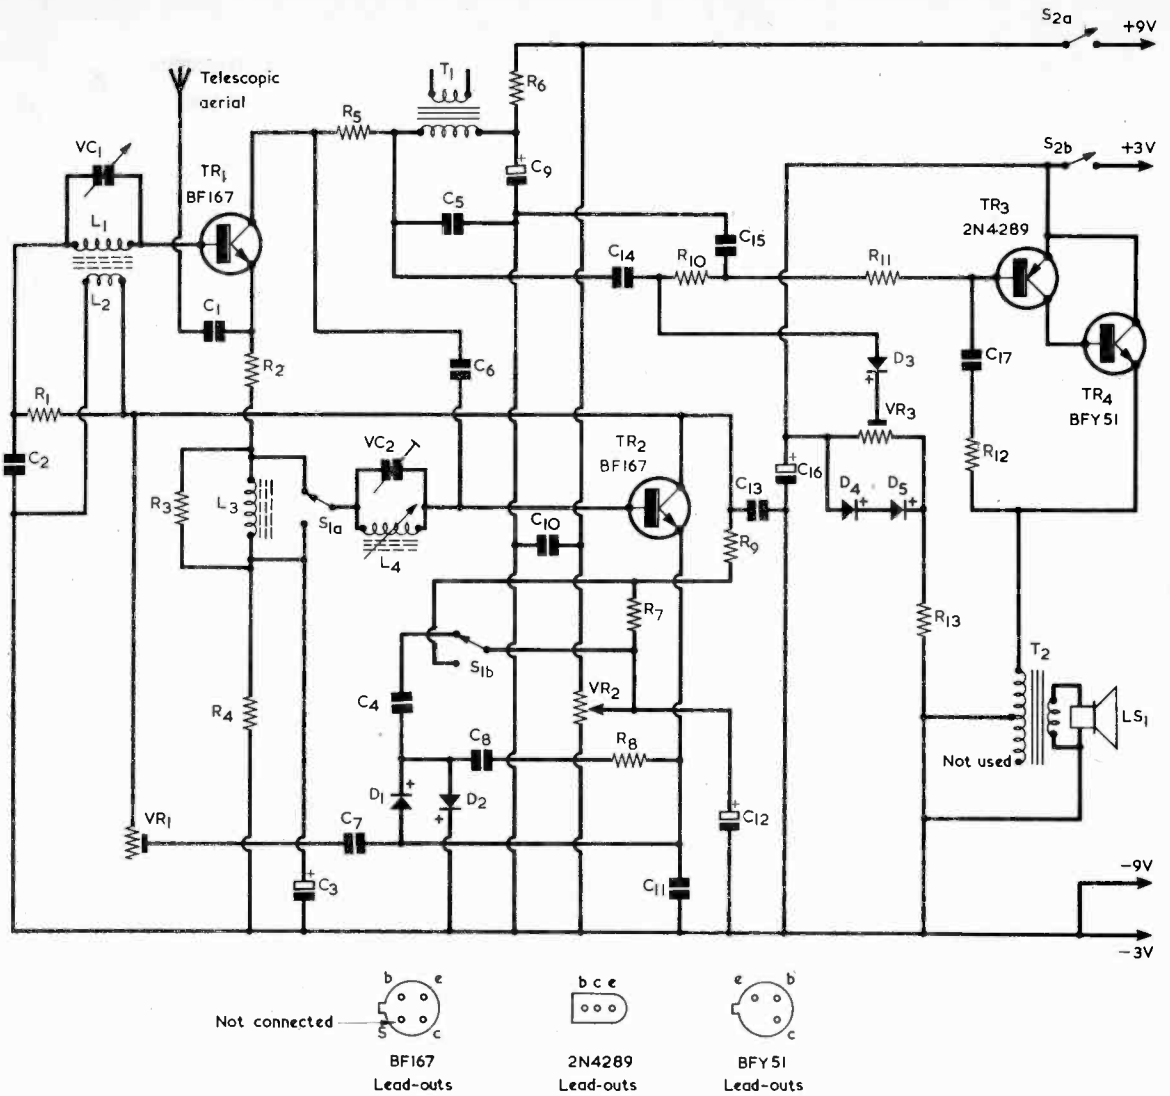 S2a
+9V
Telescopic
aerial
T1
R6
R5
VC1
TR1
BF167
S2b
+3V
C9
TR3
2N4289
L1
C5
C15
C14
R10
R11
L2
C1
C6
R2
D3
C17
TR4
BFY51
R1
VR3
VC2
TR2
BF167
C2
R12
C16
C13
D4
D5
R3
L3
S1a
C10
L4
R9
R7
R13
S1b
T2
VR2
C4
R4
C8
R8
LS1
Not used
D1
D2
VR1
C7
C12
C3
C11
-9V
-3V
b
e
b c e
e
b
Not connected
S
c
c
BF167
2N4289
BFY51
Lead-outs
Lead-outs
Lead-outs